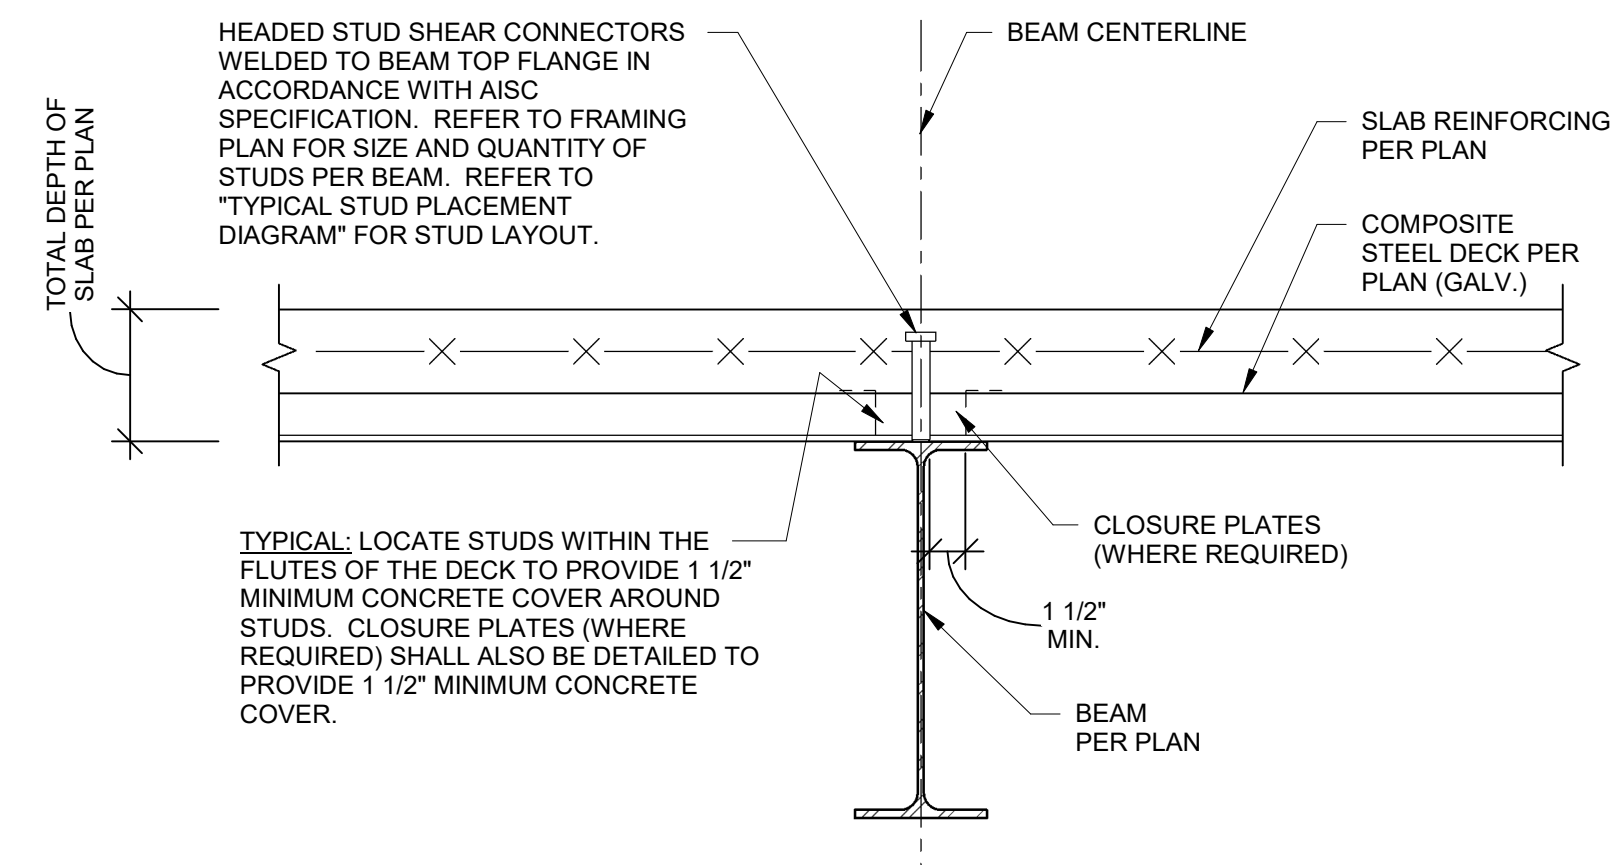 HEADED STUD SHEAR CONNECTORS
WELDED TO BEAM TOP FLANGE IN
ACCORDANCE WITH AISC
SPECIFICATION.  REFER TO FRAMING
PLAN FOR SIZE AND QUANTITY OF
STUDS PER BEAM.  REFER TO
"TYPICAL STUD PLACEMENT
DIAGRAM" FOR STUD LAYOUT.
BEAM CENTERLINE
TOTAL DEPTH OF
SLAB PER PLAN
SLAB REINFORCING
PER PLAN
COMPOSITE
STEEL DECK PER
PLAN (GALV.)
TYPICAL: LOCATE STUDS WITHIN THE
FLUTES OF THE DECK TO PROVIDE 1 1/2"
MINIMUM CONCRETE COVER AROUND
STUDS.  CLOSURE PLATES (WHERE
REQUIRED) SHALL ALSO BE DETAILED TO
PROVIDE 1 1/2" MINIMUM CONCRETE
COVER.
CLOSURE PLATES
(WHERE REQUIRED)
1 1/2"
MIN.
BEAM
PER PLAN